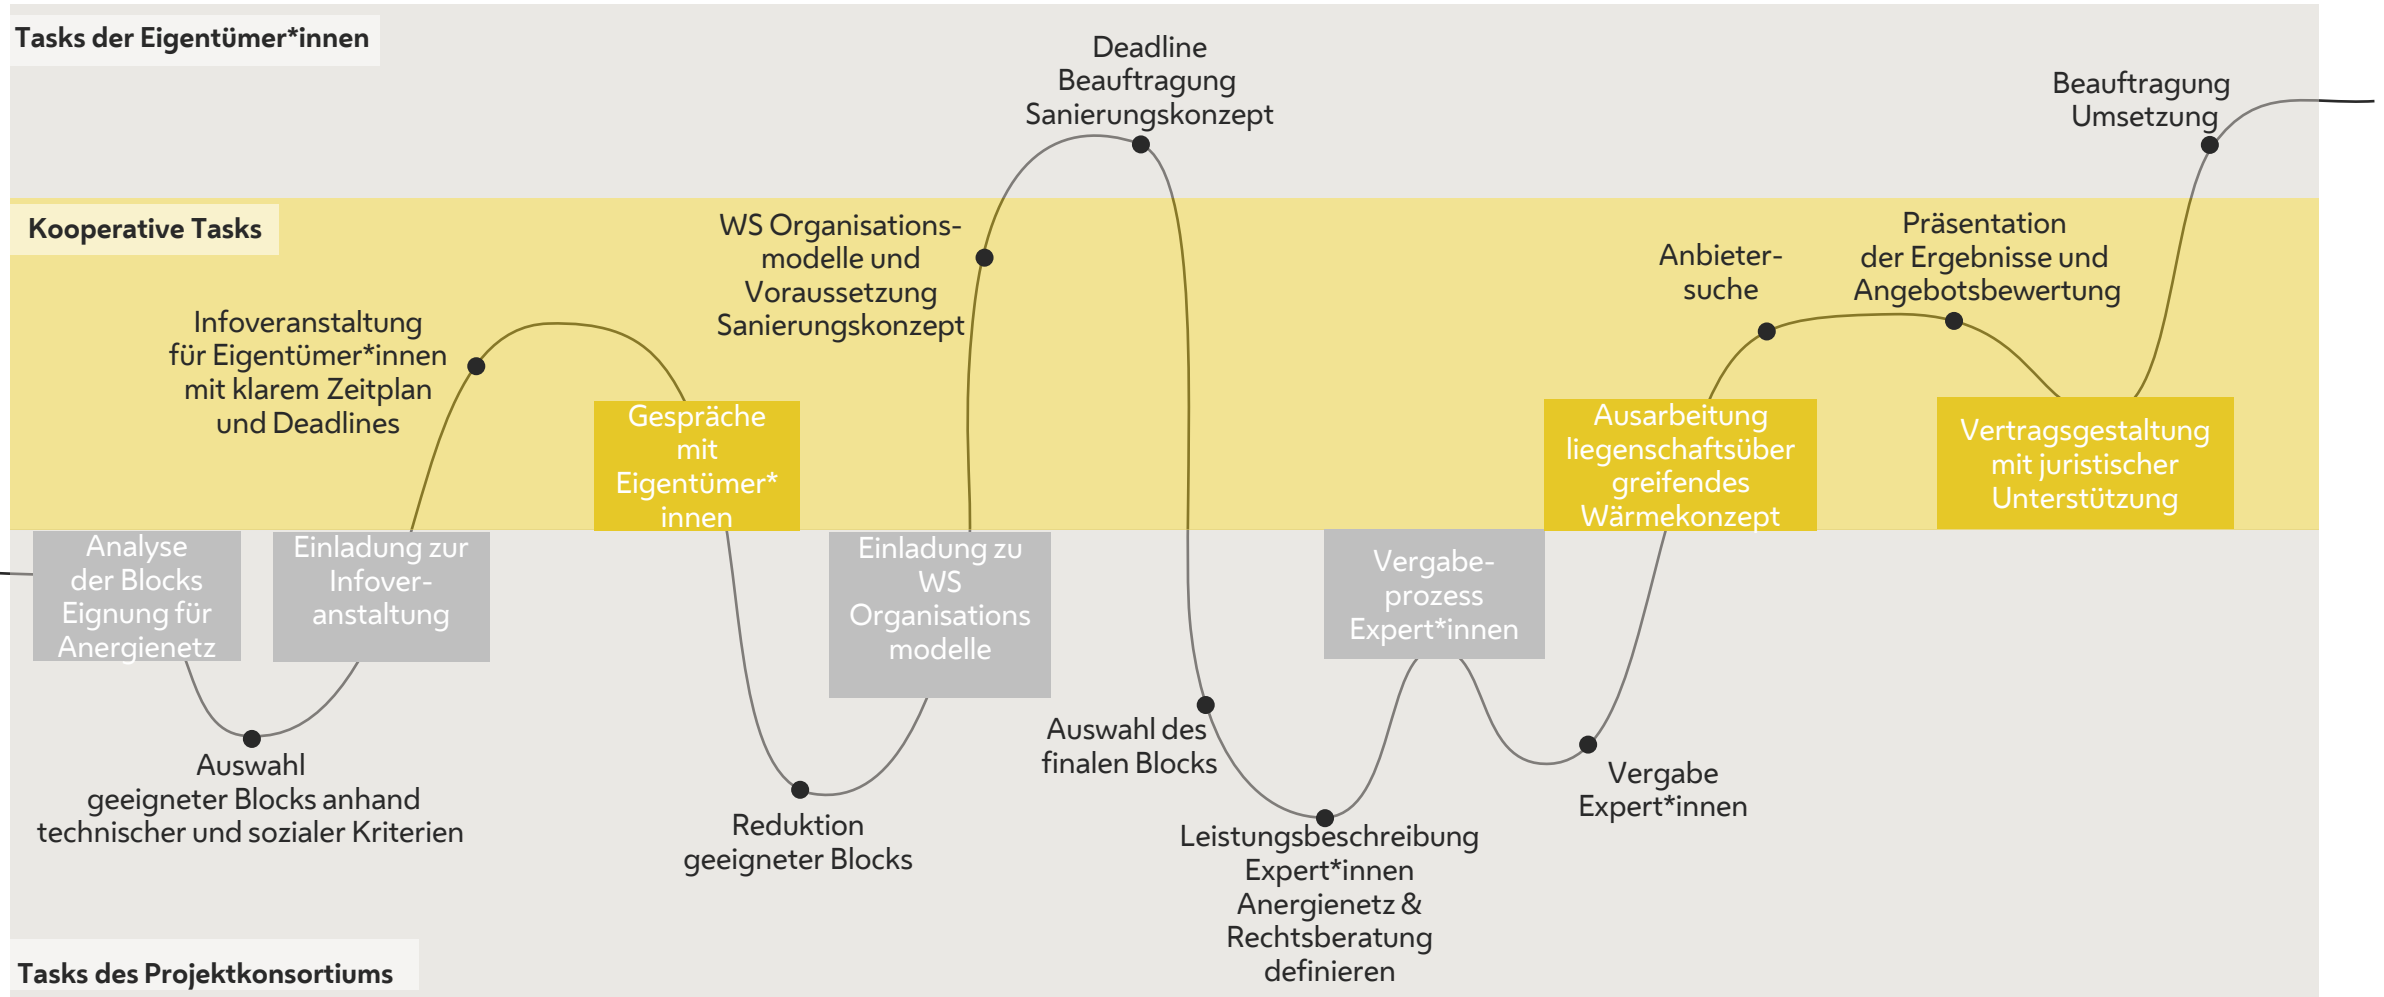 Tasks der Eigentümer*innen
Deadline
Beauftragung
Sanierungskonzept
Beauftragung
Umsetzung
Kooperative Tasks
Infoveranstaltung
für Eigentümer*innen
mit klarem Zeitplan
und Deadlines
Gespräche
mit
Eigentümer*
innen
WS Organisations-
modelle und
Voraussetzung
Sanierungskonzept
Ausarbeitung
liegenschaftsüber
greifendes
Wärmekonzept
Anbieter-
suche
Präsentation
der Ergebnisse und
Angebotsbewertung
Vertragsgestaltung
mit juristischer
Unterstützung
Analyse
der Blocks
Eignung für
Anergienetz
Auswahl
geeigneter Blocks anhand
technischer und sozialer Kriterien
Einladung zur
Infover-
anstaltung
Reduktion
geeigneter Blocks
Einladung zu
WS
Organisations
modelle
Auswahl des
finalen Blocks
Leistungsbeschreibung
Expert*innen
Anergienetz &
Rechtsberatung
definieren
Vergabe-
prozess
Expert*innen
Vergabe
Expert*innen
Tasks des Projektkonsortiums